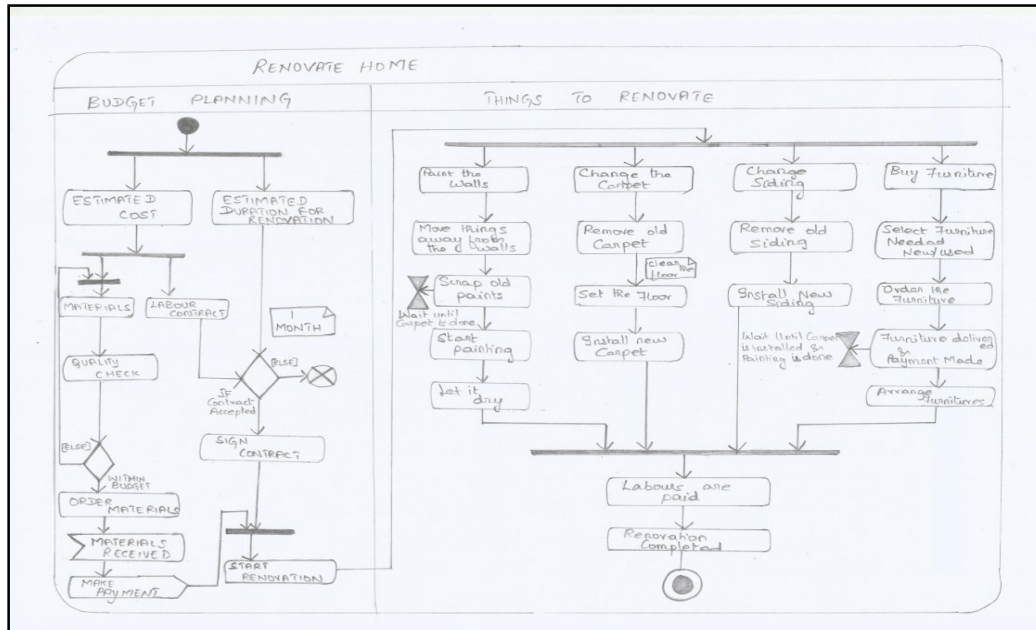 RENOVATE HOME
BUDGET PLANNING
THINGS TO RENOVATE
ESTIMATED
COST
ESTIMATED
DURATION FOR
RENOVATION
MATERIALS
LABOUR
CONTRACT
1
MONTH
QUALITY
CHECK
[ELSE]
IF
Contract
Accepted
[ELSE]
WITHIN
BUDGET
SIGN
CONTRACT
ORDER
MATERIALS
MATERIALS
RECEIVED
MAKE
PAYMENT
START
RENOVATION
Paint the
Walls
Move things
away from
the walls
Scrap old
paints
Wait until
Carpet is done
Start
painting
Let it
dry
Change the
Carpet
Remove old
Carpet
clear the
floor
Set the Floor
Install new
Carpet
Change
Siding
Remove old
Siding
Install New
Siding
Buy Furniture
Select Furniture
Needed
New/used
Order the
Furniture
Wait Until Carpet
is installed &
Painting is done
Furniture delivered
&
Payment Made
Arrange
Furnitures
Labours are
paid
Renovation
Completed